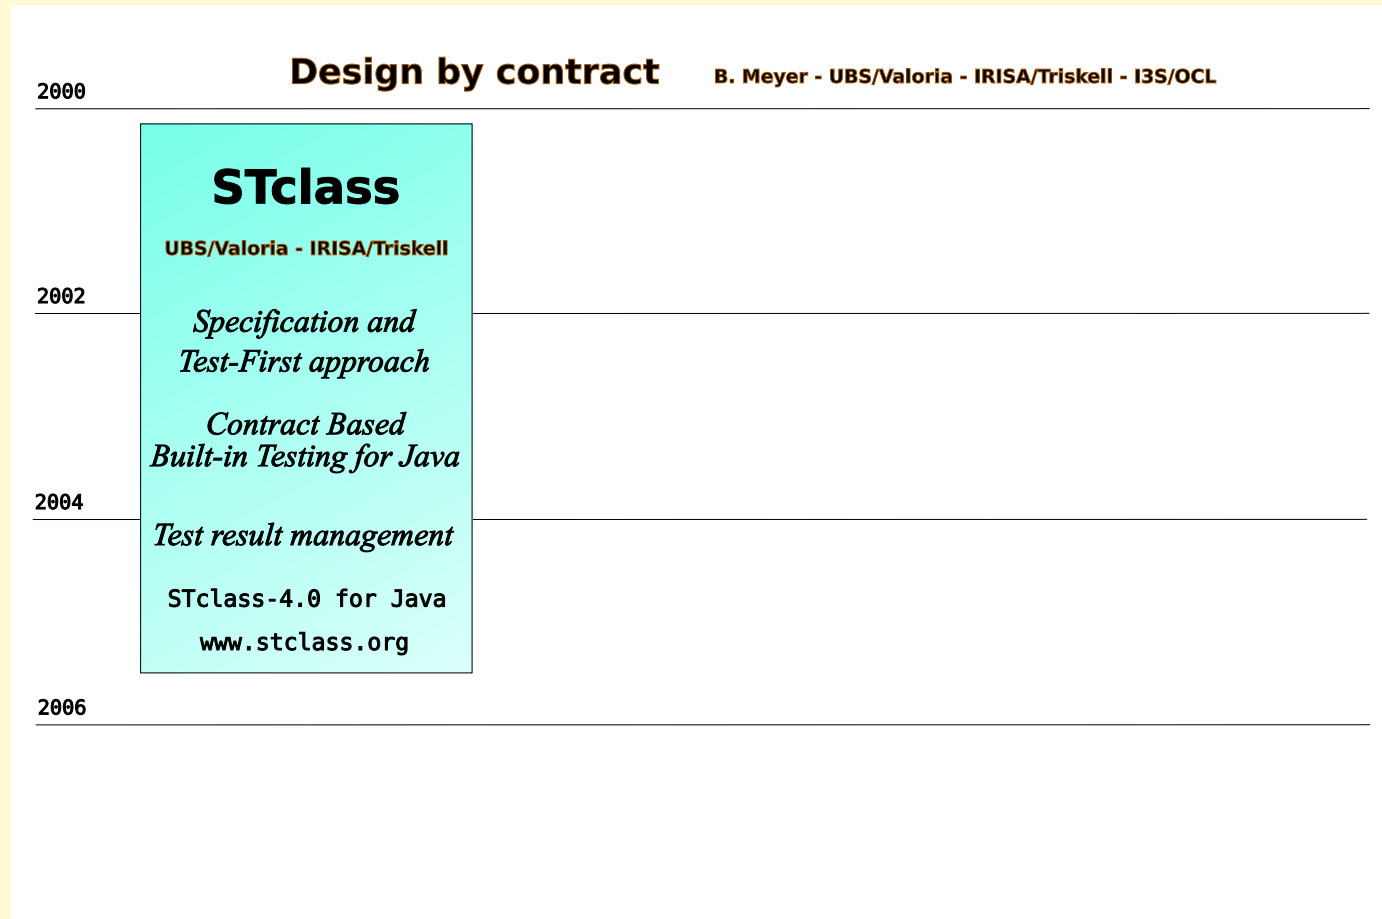 Design by contract B. Meyer - UBS/Valoria - IRISA/Triskell - I3S/OCL
2000
STclass
UBS/Valoria - IRISA/Triskell
2002
Specification and
Test-First approach
Contract Based
Built-in Testing for Java
2004
Test result management
STclass-4.0 for Java
www.stclass.org
2006